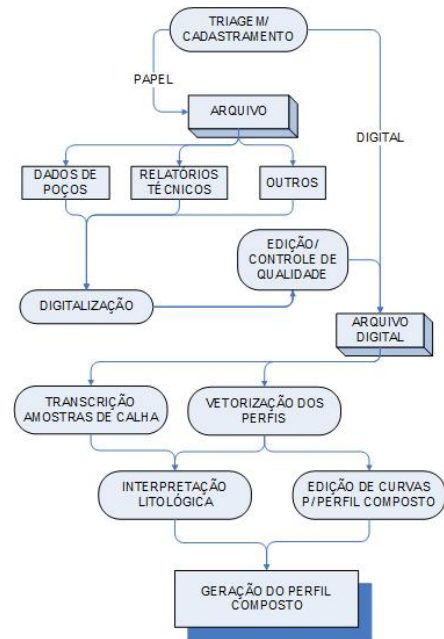 TRIAGEM/
CADASTRAMENTO
PAPEL
ARQUIVO
DIGITAL
DADOS DE
POÇOS
RELATÓRIOS
TÉCNICOS
OUTROS
EDIÇÃO/
CONTROLE DE
QUALIDADE
DIGITALIZAÇÃO
ARQUIVO
DIGITAL
TRANSCRIÇÃO
AMOSTRAS DE CALHA
VETORIZAÇÃO DOS
PERFIS
INTERPRETAÇÃO
LITOLÓGICA
EDIÇÃO DE CURVAS
P/ PERFIL COMPOSTO
GERAÇÃO DO PERFIL
COMPOSTO